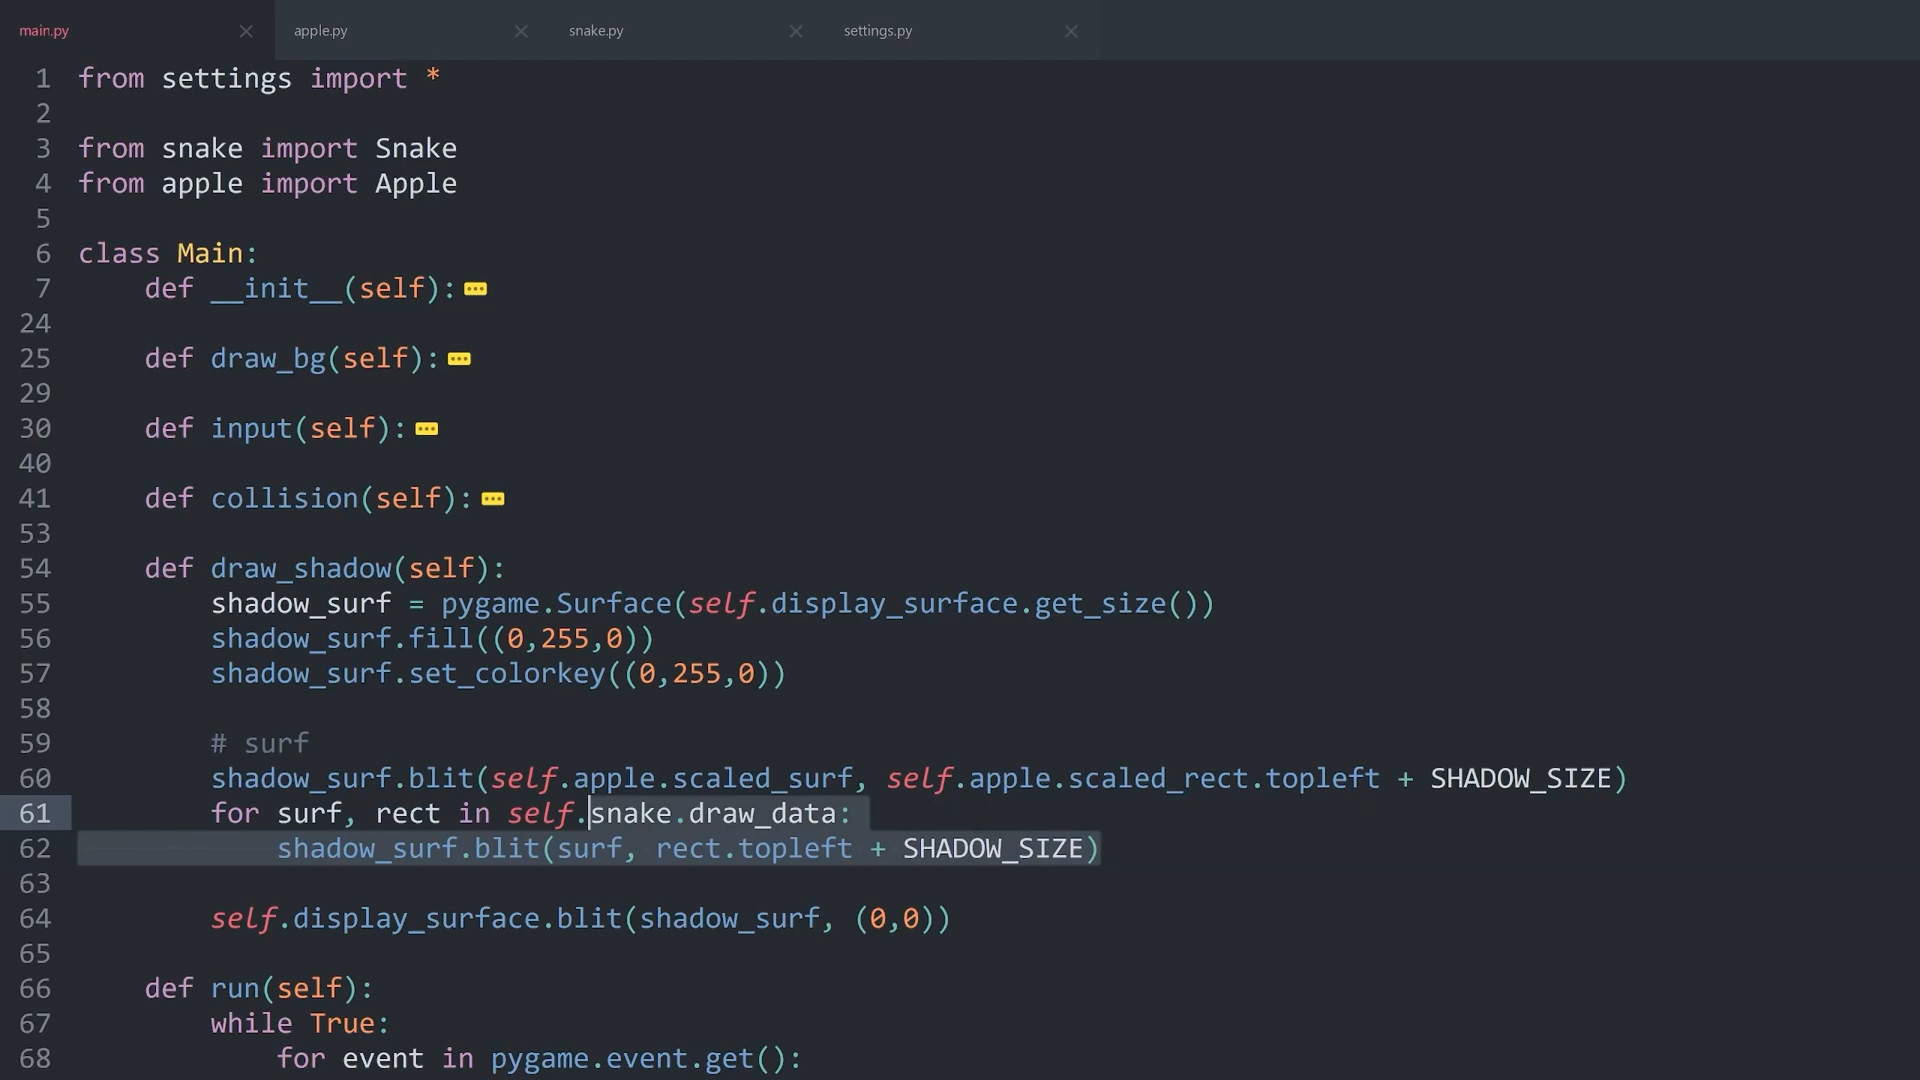 main.py
apple.py
snake.py
settings.py
1 from settings import *
2
3 from snake import Snake
4 from apple import Apple
5
6 class Main:
7 def __init__(self):
24
25 def draw_bg(self):
29
30 def input(self):
40
41 def collision(self):
53
54 def draw_shadow(self):
55 shadow_surf = pygame.Surface(self.display_surface.get_size())
56 shadow_surf.fill((0,255,0))
57 shadow_surf.set_colorkey((0,255,0))
58
59 # surf
60 shadow_surf.blit(self.apple.scaled_surf, self.apple.scaled_rect.topleft + SHADOW_SIZE)
61 for surf, rect in self.snake.draw_data:
62 shadow_surf.blit(surf, rect.topleft + SHADOW_SIZE)
63
64 self.display_surface.blit(shadow_surf, (0,0))
65
66 def run(self):
67 while True:
68 for event in pygame.event.get():